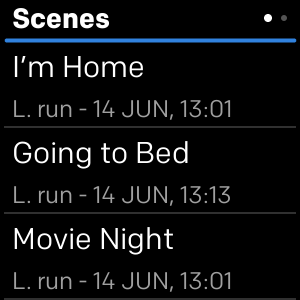 Scenes
I'm Home
L. run - 14 JUN, 13:01
Going to Bed
L. run - 14 JUN, 13:13
Movie Night
L. run - 14 JUN, 13:01